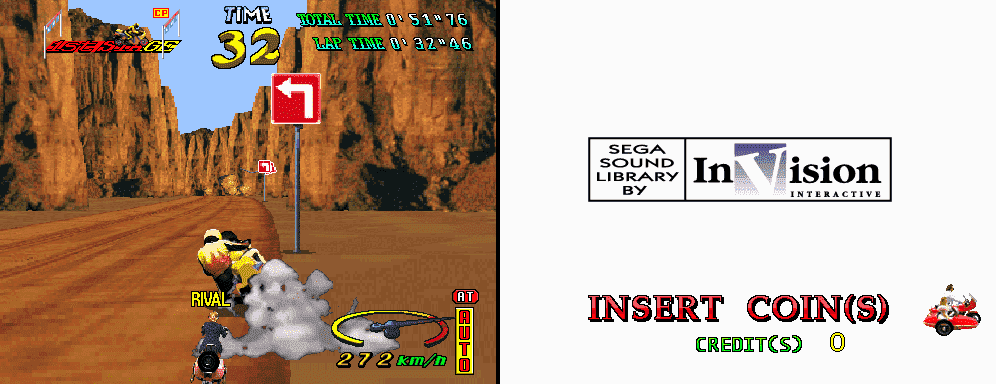 CP
TIME
32
TOTAL TIME 0'51"76
LAP TIME 0'32"46
RIVAL
AT
AUTO
272 km/h
SEGA
SOUND
LIBRARY
BY
InVision
INTERACTIVE
INSERT COIN(S)
CREDIT(S) 0